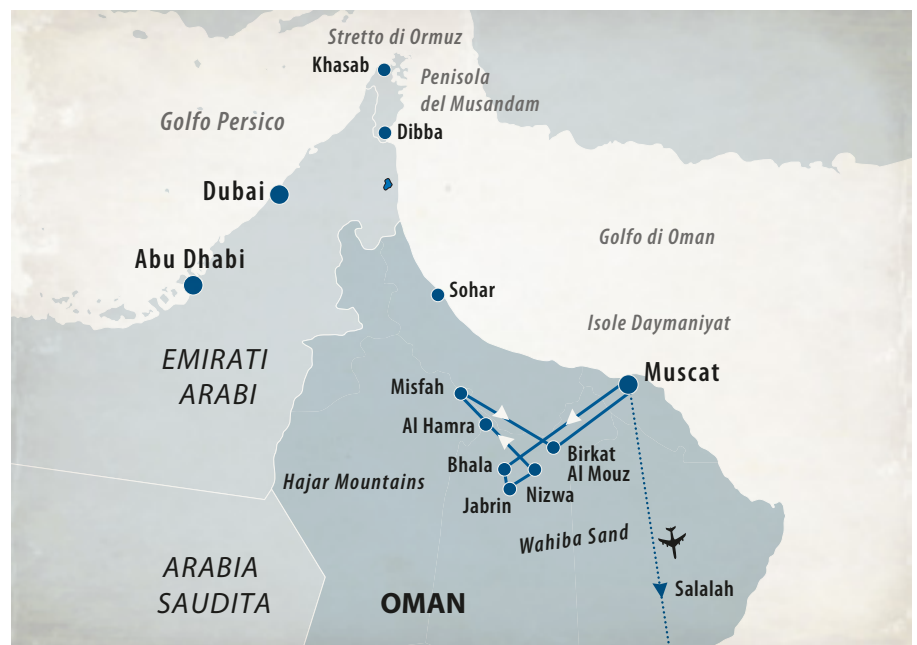 Stretto di Ormuz
Khasab
Penisola
del Musandam
Golfo Persico
Dibba
Dubai
Golfo di Oman
Abu Dhabi
Sohar
Isole Daymaniyat
EMIRATI
ARABI
Muscat
Misfah
Al Hamra
Birkat
Al Mouz
Bhala
Hajar Mountains
Nizwa
Jabrin
Wahiba Sand
ARABIA
SAUDITA
Salalah
OMAN